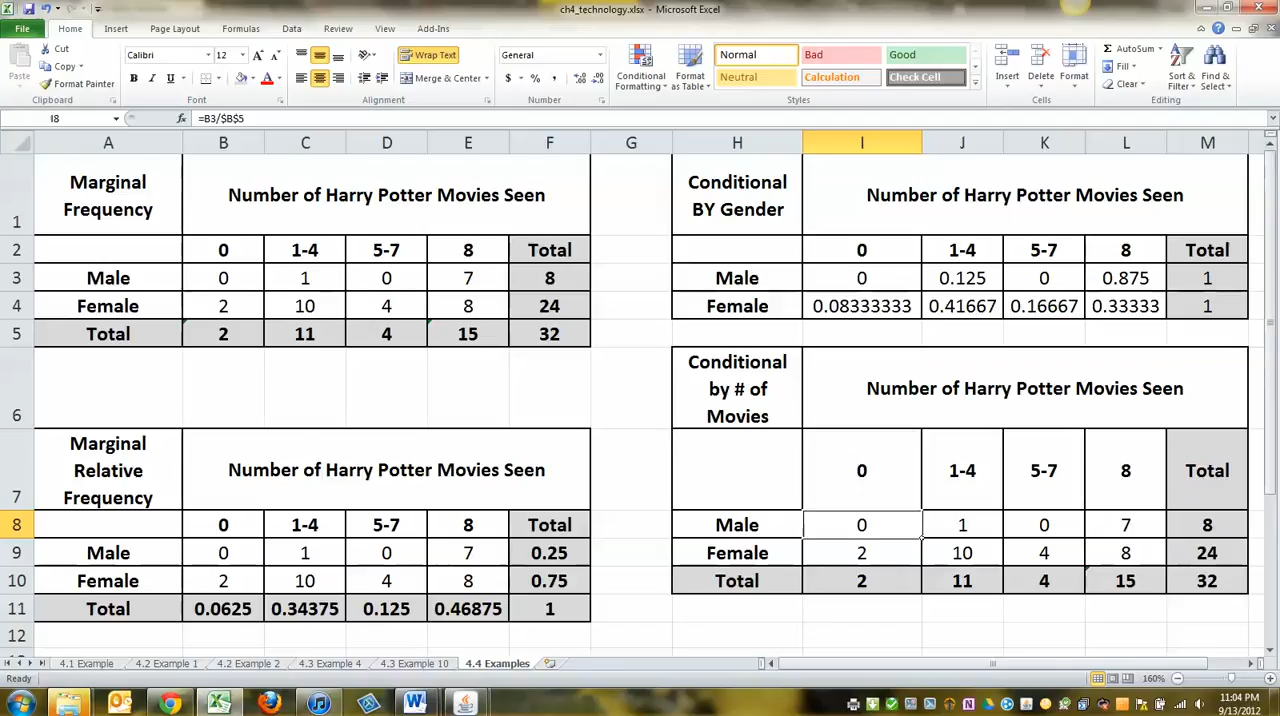 ch4_technology.xlsx - Microsoft Excel
File Home Insert Page Layout Formulas Data Review View Add-Ins
Paste Cut Copy Format Painter Clipboard
Calibri 12 Font
Wrap Text Merge & Center Alignment
General Number
Conditional Formatting Format as Table
Normal Bad Good
Neutral Calculation Check Cell
Styles
Insert Delete Format Cells
AutoSum Fill Clear Sort & Filter Find & Select Editing
I8 fx =B3/$B$5
A B C D E F G H I J K L M
1 Marginal Frequency Number of Harry Potter Movies Seen Conditional BY Gender Number of Harry Potter Movies Seen
2 0 1-4 5-7 8 Total 0 1-4 5-7 8 Total
3 Male 0 1 0 7 8 Male 0 0.125 0 0.875 1
4 Female 2 10 4 8 24 Female 0.08333333 0.41667 0.16667 0.33333 1
5 Total 2 11 4 15 32
6 Conditional by # of Movies Number of Harry Potter Movies Seen
7 Marginal Relative Frequency Number of Harry Potter Movies Seen 0 1-4 5-7 8 Total
8 0 1-4 5-7 8 Total Male 0 1 0 7 8
9 Male 0 1 0 7 0.25 Female 2 10 4 8 24
10 Female 2 10 4 8 0.75 Total 2 11 4 15 32
11 Total 0.0625 0.34375 0.125 0.46875 1
12
4.1 Example 4.2 Example 1 4.2 Example 2 4.3 Example 4 4.3 Example 10 4.4 Examples
Ready 160%
11:04 PM
9/13/2012